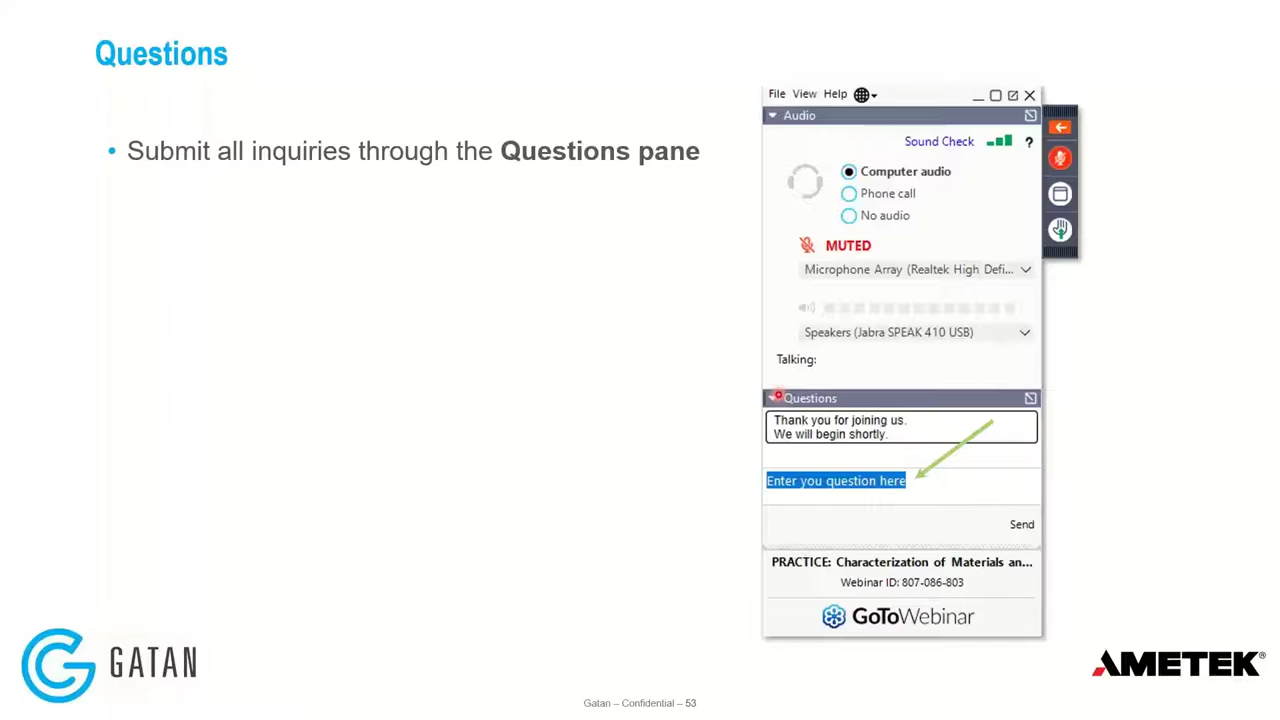 Questions
• Submit all inquiries through the Questions pane
File View Help
Audio
Sound Check ?
Computer audio
Phone call
No audio
MUTED
Microphone Array (Realtek High Defi...
Speakers (Jabra SPEAK 410 USB)
Talking:
Questions
Thank you for joining us.
We will begin shortly.
Enter you question here
Send
PRACTICE: Characterization of Materials an...
Webinar ID: 807-086-803
GoToWebinar
GATAN
AMETEK®
Gatan – Confidential – 53